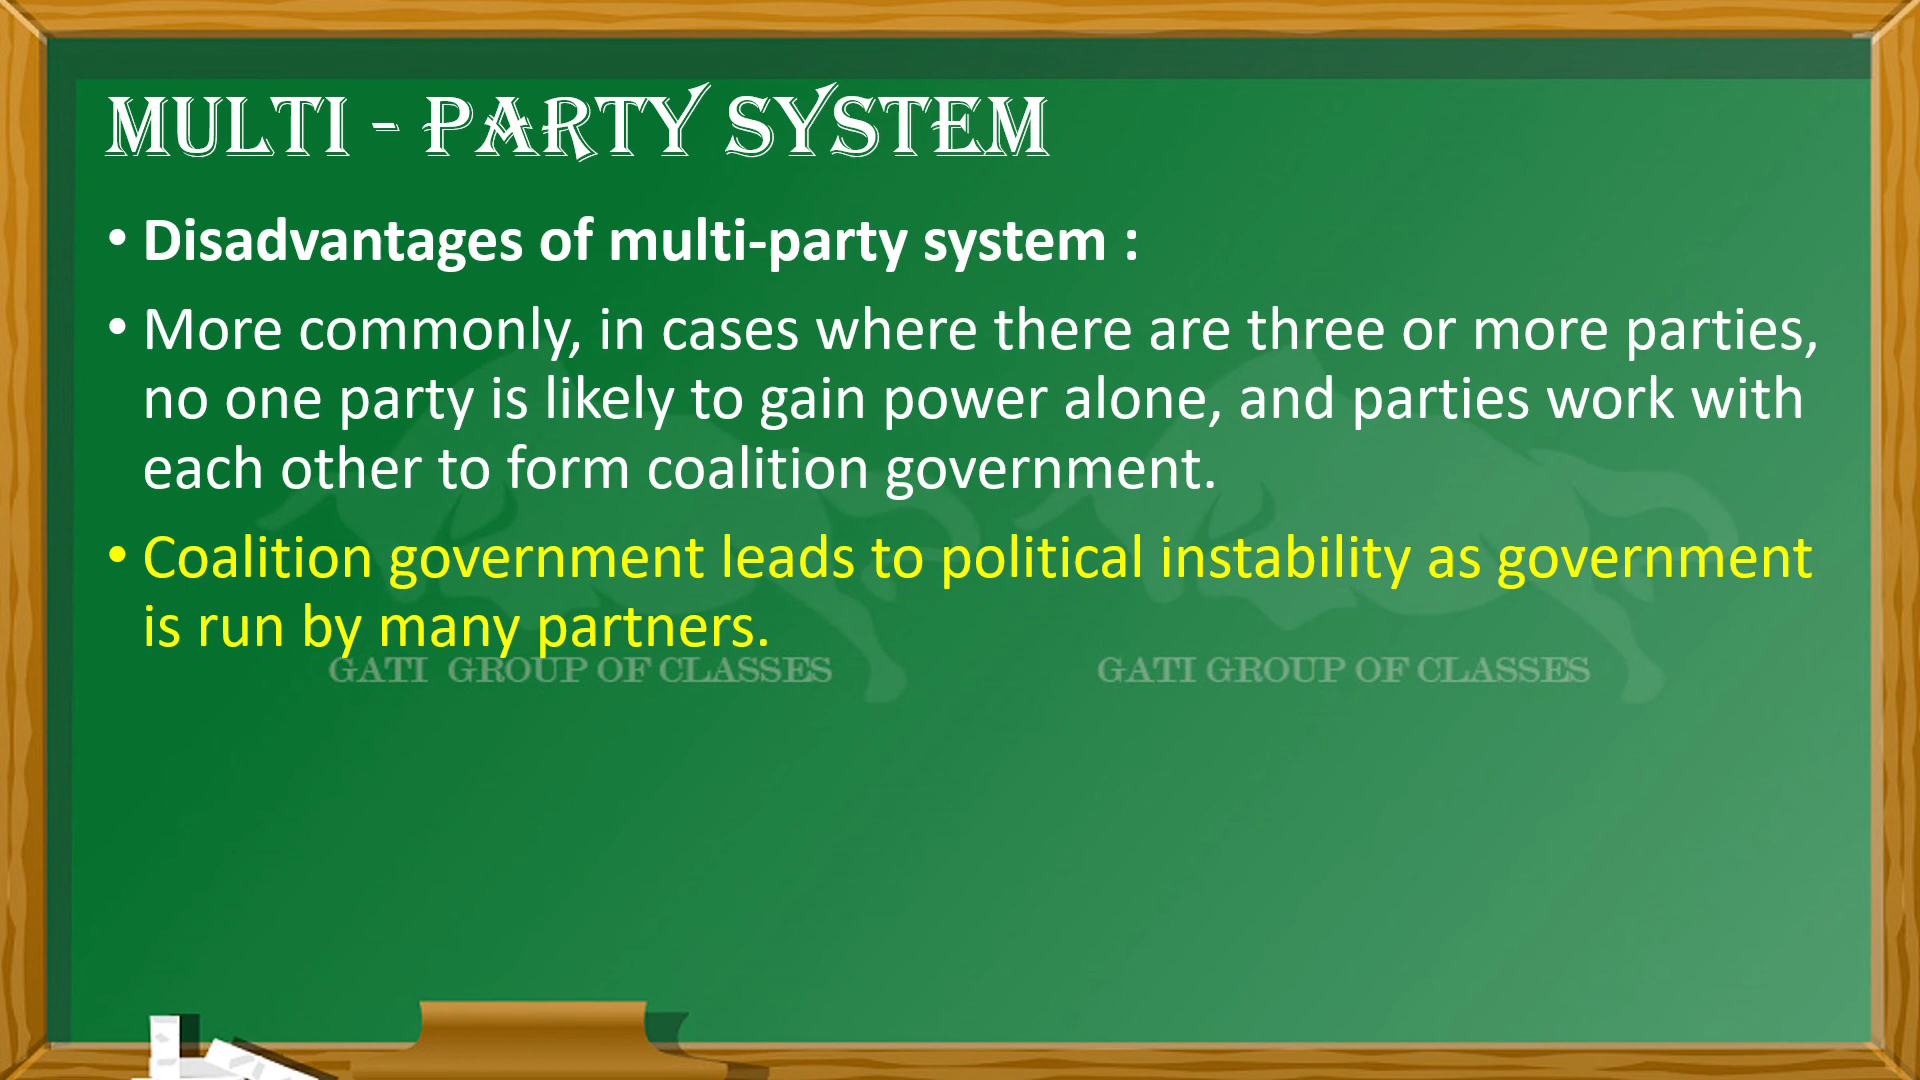 MULTI - PARTY SYSTEM
• Disadvantages of multi-party system :
• More commonly, in cases where there are three or more parties,
no one party is likely to gain power alone, and parties work with
each other to form coalition government.
• Coalition government leads to political instability as government
is run by many partners.
GATI GROUP OF CLASSES
GATI GROUP OF CLASSES